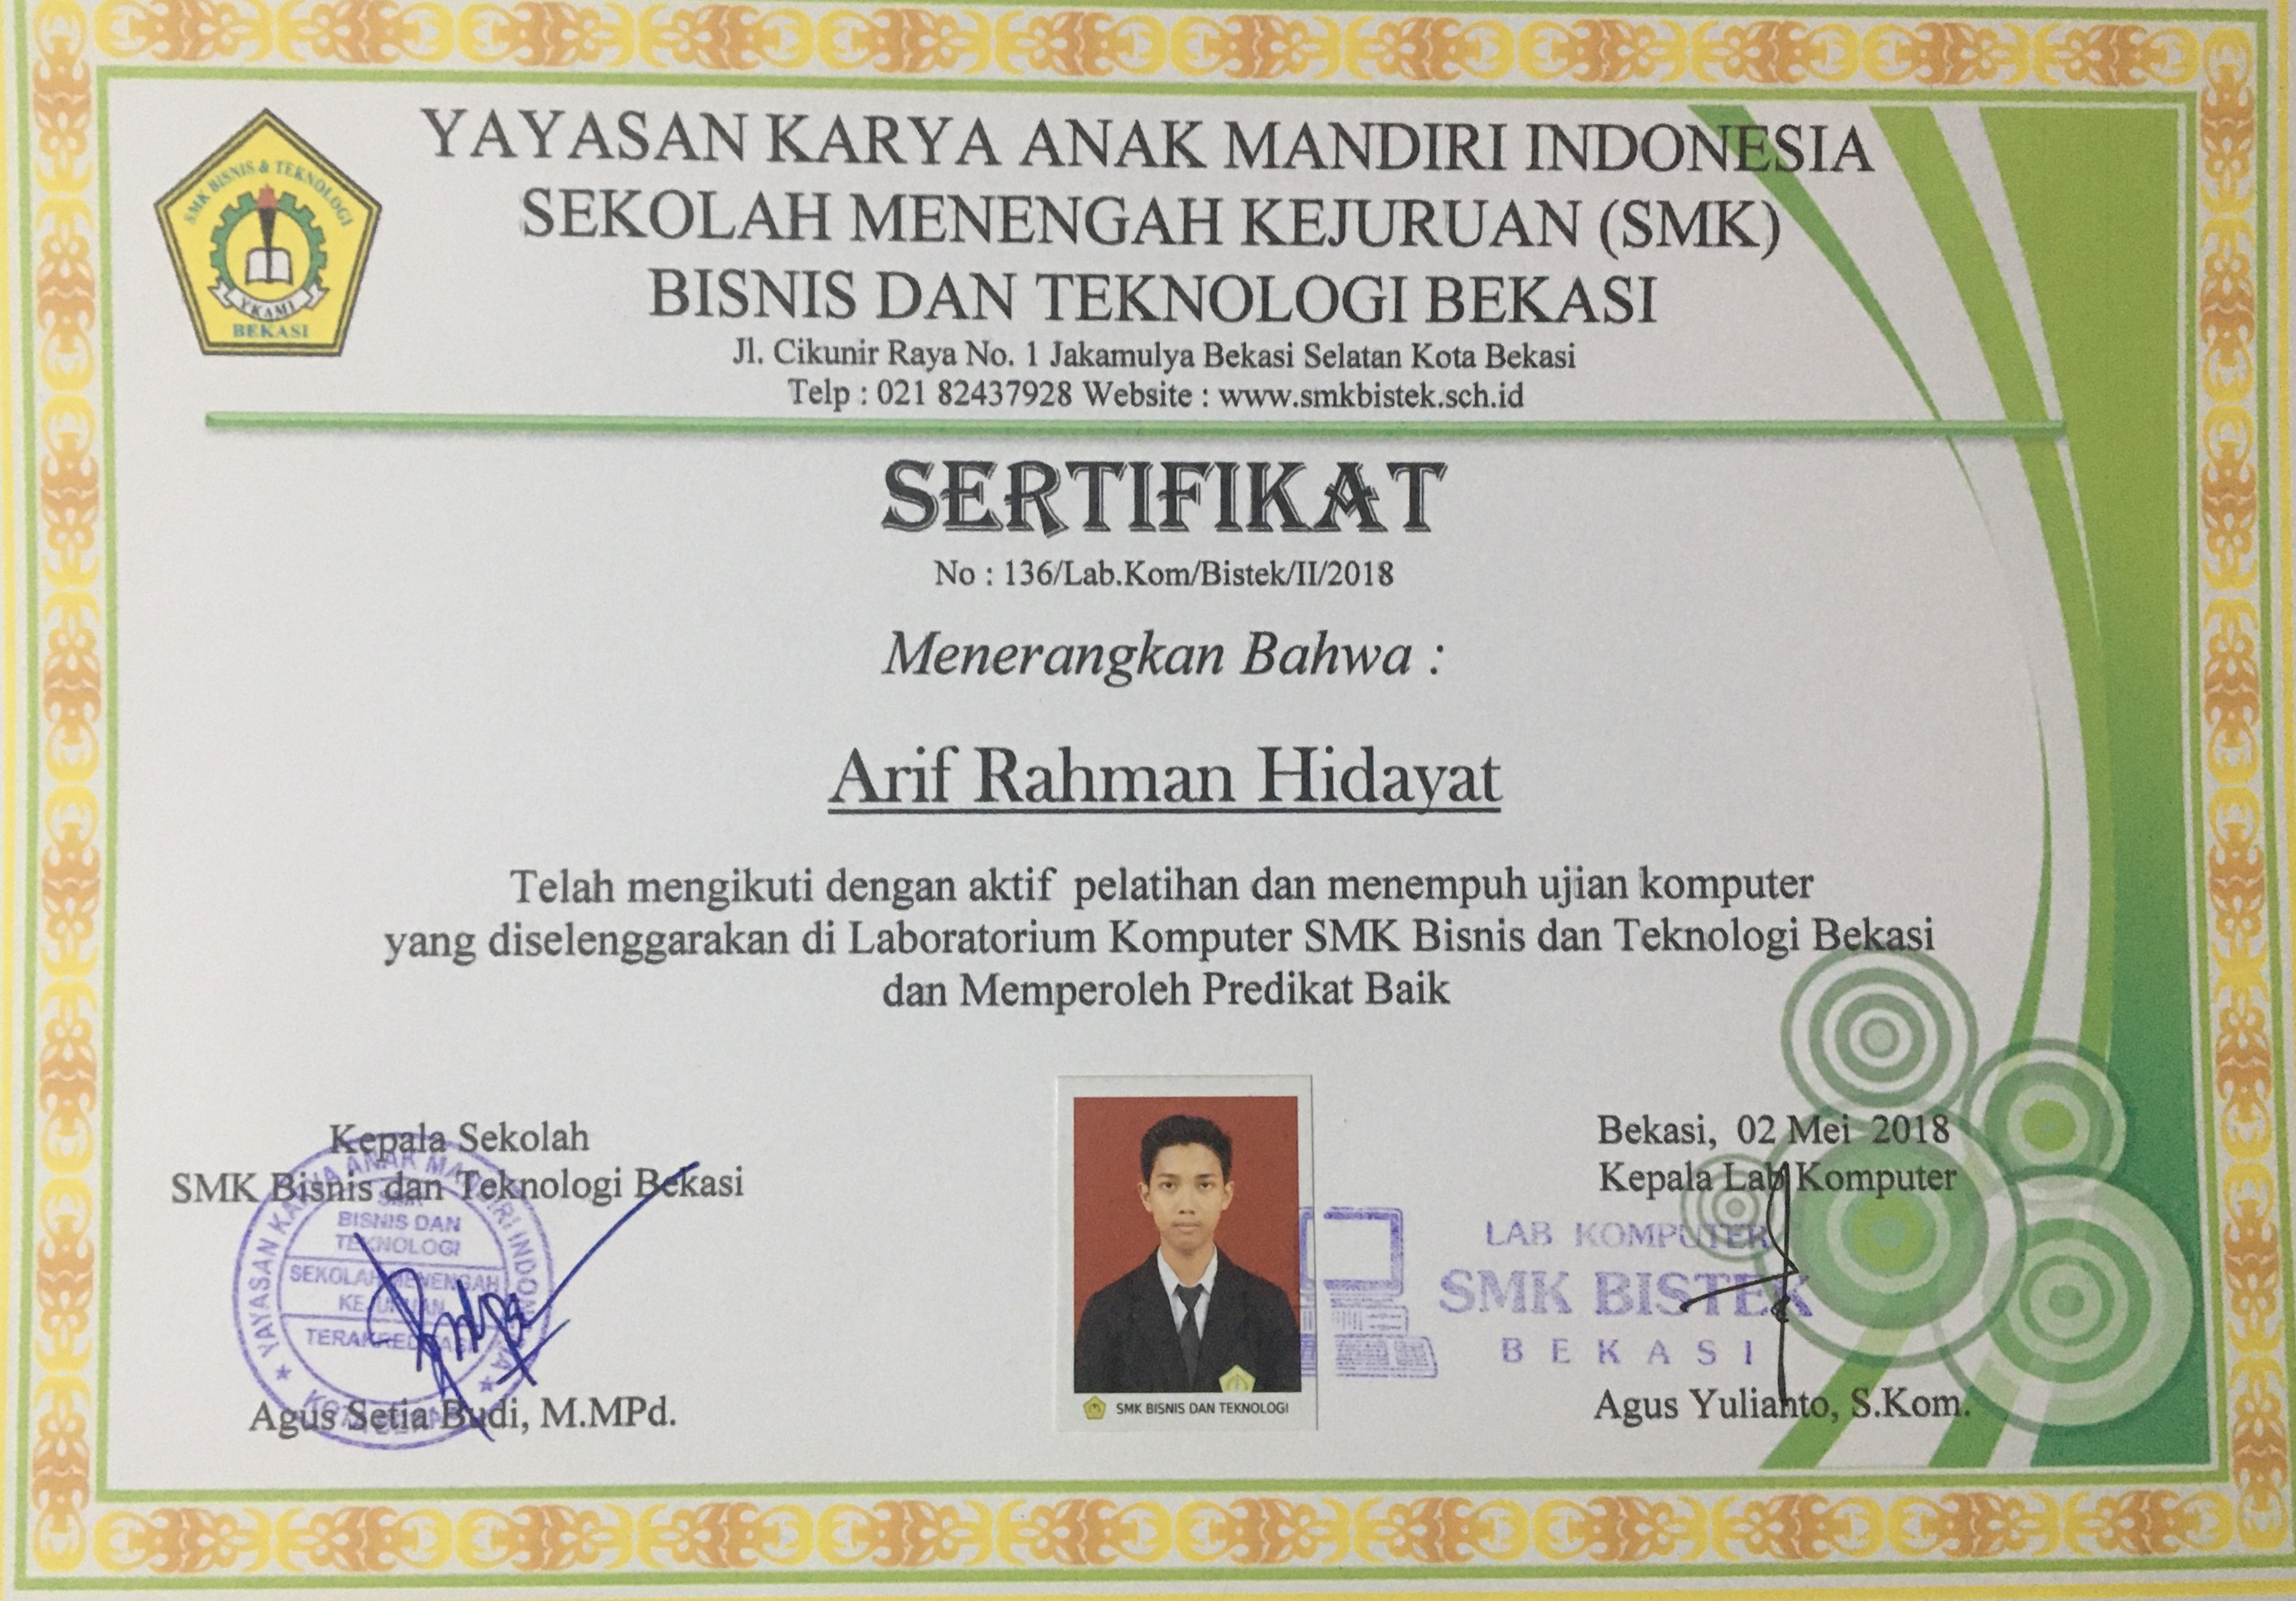 YAYASAN KARYA ANAK MANDIRI INDONESIA
SEKOLAH MENENGAH KEJURUAN (SMK)
BISNIS DAN TEKNOLOGI BEKASI
Jl. Cikunir Raya No. 1 Jakamulya Bekasi Selatan Kota Bekasi
Telp : 021 82437928 Website : www.smkbistek.sch.id
SMK BISNIS & TEKNOLOGI
YKAMI
BEKASI
SERTIFIKAT
No : 136/Lab.Kom/Bistek/II/2018
Menerangkan Bahwa :
Arif Rahman Hidayat
Telah mengikuti dengan aktif pelatihan dan menempuh ujian komputer
yang diselenggarakan di Laboratorium Komputer SMK Bisnis dan Teknologi Bekasi
dan Memperoleh Predikat Baik
Kepala Sekolah
SMK Bisnis dan Teknologi Bekasi
YAYASAN KARYA ANAK MANDIRI INDONESIA
SMK
BISNIS DAN
TEKNOLOGI
SEKOLAH MENENGAH
KEJURUAN
TERAKREDITASI
Agus Setia Budi, M.MPd.
SMK BISNIS DAN TEKNOLOGI
Bekasi, 02 Mei 2018
Kepala Lab Komputer
LAB KOMPUTER
SMK BISTEK
BEKASI
Agus Yulianto, S.Kom.